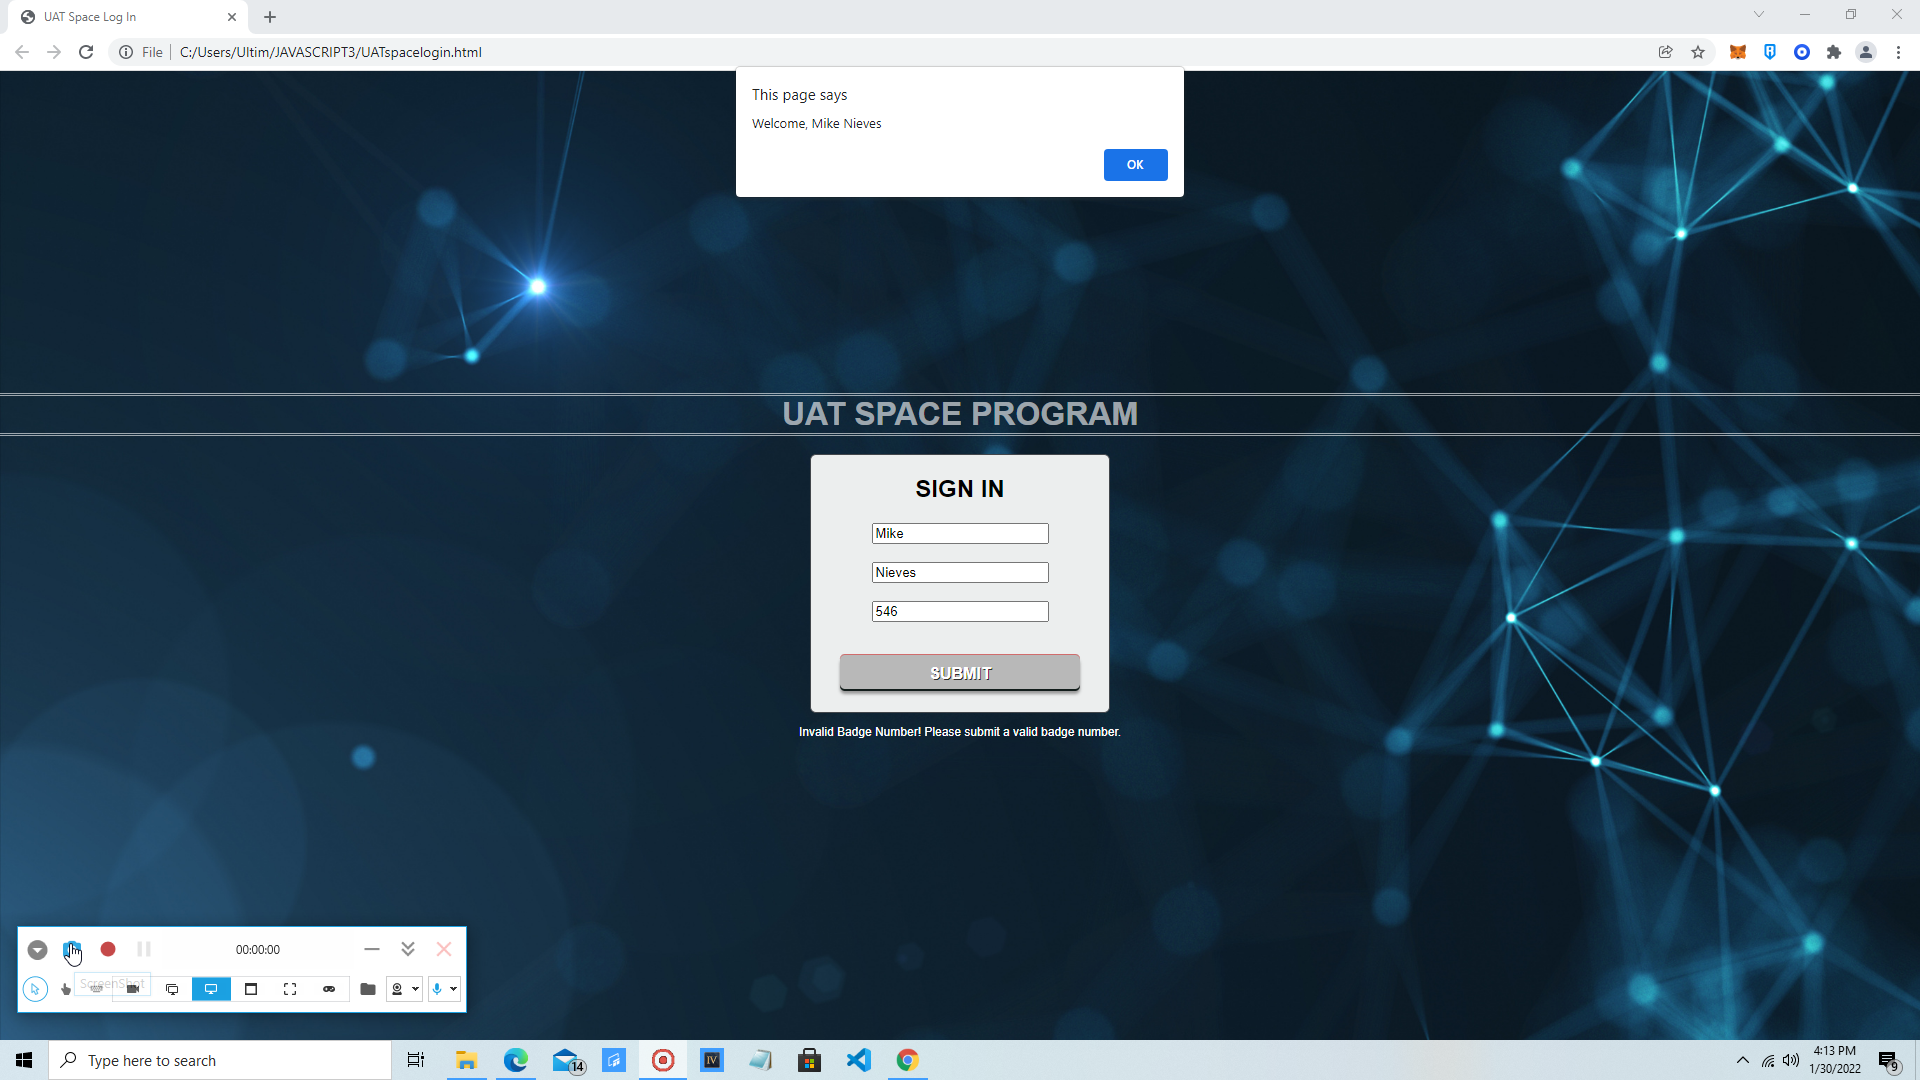 UAT Space Log In
File
C:/Users/Ultim/JAVASCRIPT3/UATspacelogin.html
This page says
Welcome, Mike Nieves
OK
UAT SPACE PROGRAM
SIGN IN
Mike
Nieves
546
SUBMIT
Invalid Badge Number! Please submit a valid badge number.
00:00:00
ScreenShot
Type here to search
14
IV
4:13 PM
1/30/2022
9